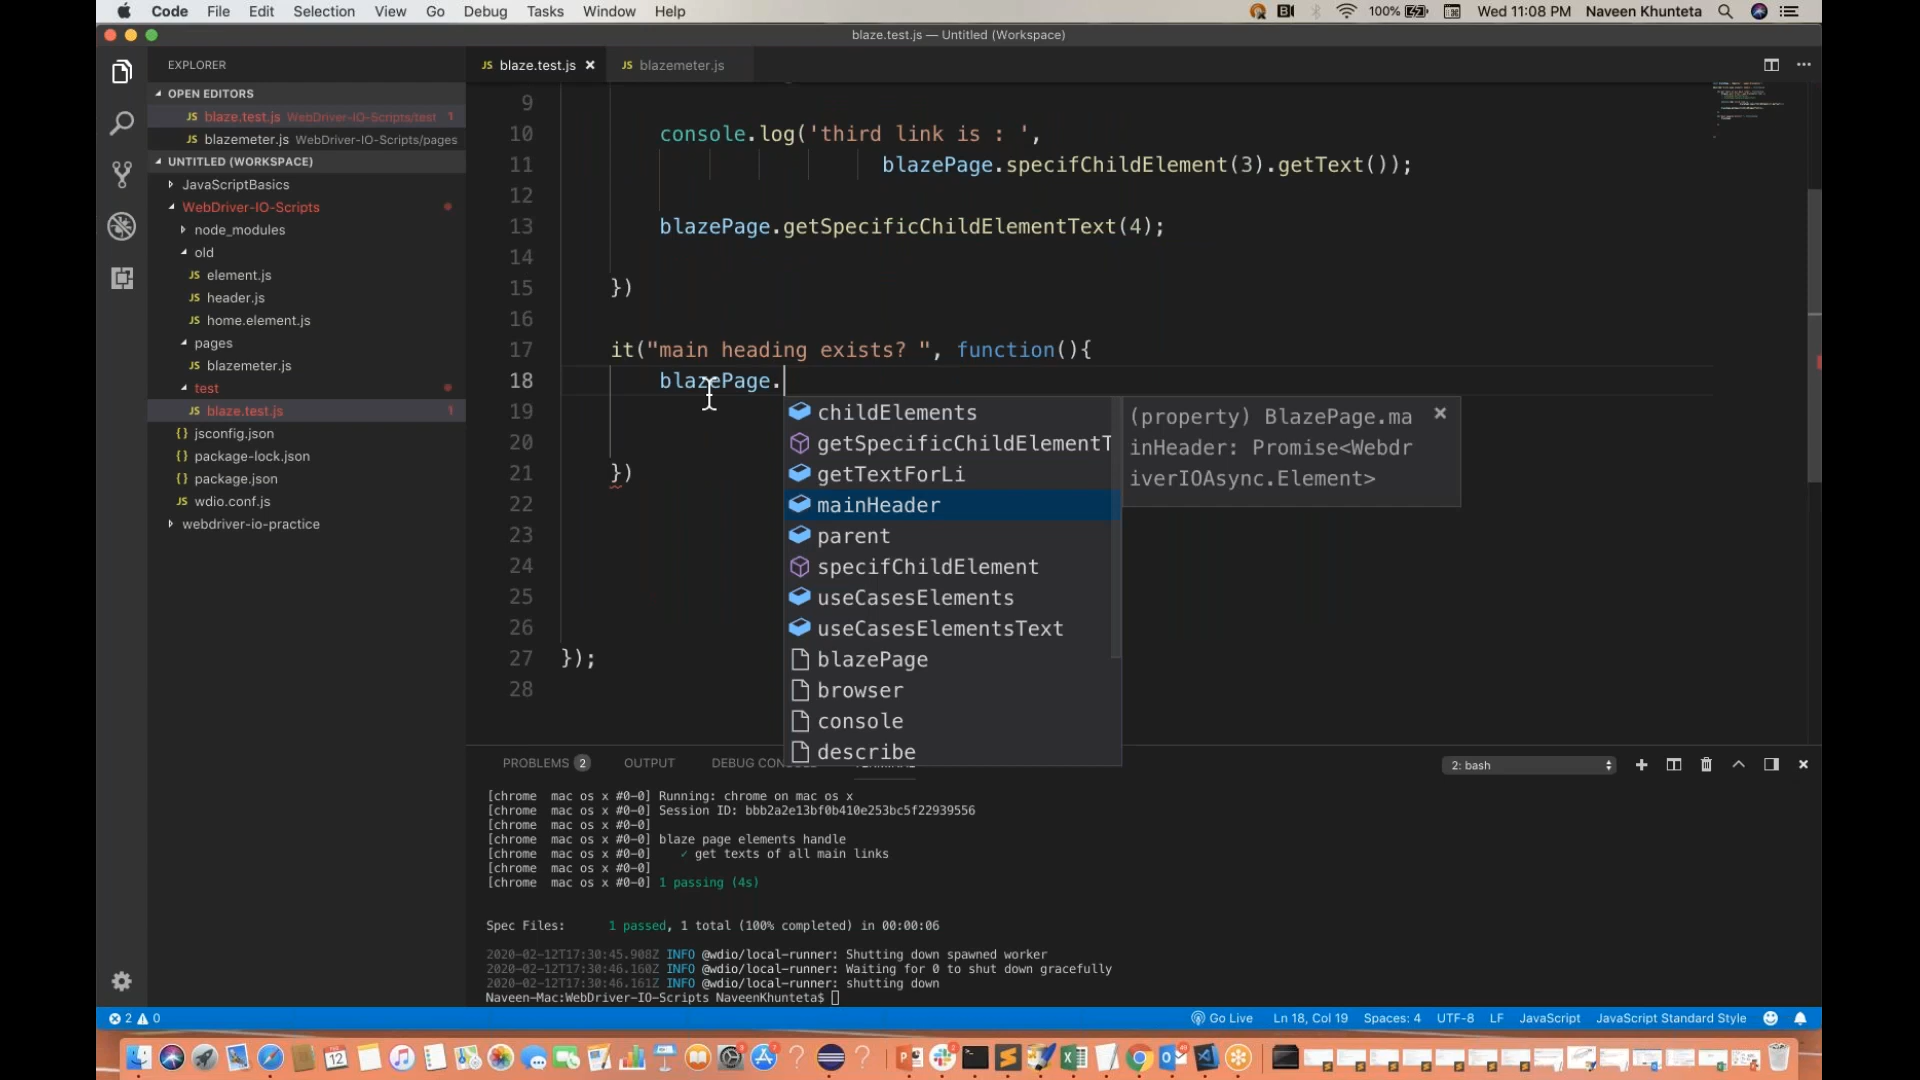 Code File Edit Selection View Go Debug Tasks Window Help
100% Wed 11:08 PM Naveen Khunteta
blaze.test.js — Untitled (Workspace)
EXPLORER
JS blaze.test.js
JS blazemeter.js
OPEN EDITORS
JS blaze.test.js WebDriver-IO-Scripts/test 1
JS blazemeter.js WebDriver-IO-Scripts/pages
UNTITLED (WORKSPACE)
JavaScriptBasics
WebDriver-IO-Scripts
node_modules
old
JS element.js
JS header.js
JS home.element.js
pages
JS blazemeter.js
test
JS blaze.test.js 1
{} jsconfig.json
{} package-lock.json
{} package.json
JS wdio.conf.js
webdriver-io-practice
9
10 console.log('third link is : ',
11 blazePage.specifChildElement(3).getText());
12
13 blazePage.getSpecificChildElementText(4);
14
15 })
16
17 it("main heading exists? ", function(){
18 blazePage.
19
20
21 })
22
23
24
25
26
27 });
28
childElements
getSpecificChildElementT
getTextForLi
mainHeader
parent
specifChildElement
useCasesElements
useCasesElementsText
blazePage
browser
console
describe
(property) BlazePage.ma
inHeader: Promise<Webdr
iverIOAsync.Element>
PROBLEMS 2 OUTPUT DEBUG CON
2: bash
[chrome mac os x #0-0] Running: chrome on mac os x
[chrome mac os x #0-0] Session ID: bbb2a2e13bf0b410e253bc5f22939556
[chrome mac os x #0-0]
[chrome mac os x #0-0] blaze page elements handle
[chrome mac os x #0-0] ✓ get texts of all main links
[chrome mac os x #0-0]
[chrome mac os x #0-0] 1 passing (4s)
Spec Files: 1 passed, 1 total (100% completed) in 00:00:06
2020-02-12T17:30:45.908Z INFO @wdio/local-runner: Shutting down spawned worker
2020-02-12T17:30:46.160Z INFO @wdio/local-runner: Waiting for 0 to shut down gracefully
2020-02-12T17:30:46.161Z INFO @wdio/local-runner: shutting down
Naveen-Mac:WebDriver-IO-Scripts NaveenKhunteta$
2 0
Go Live Ln 18, Col 19 Spaces: 4 UTF-8 LF JavaScript JavaScript Standard Style